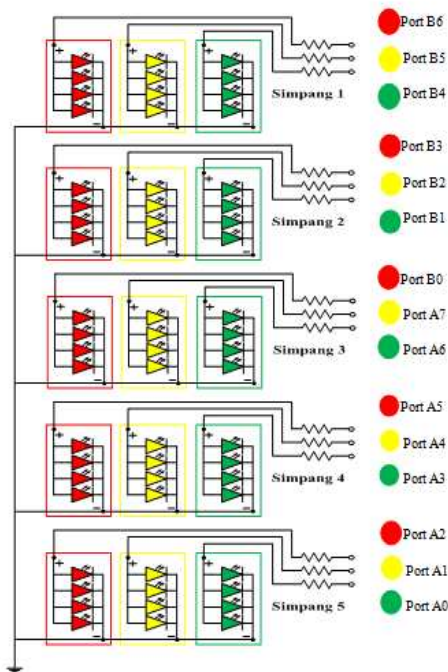 Port B6
Port B5
Port B4
Simpang 1
Port B3
Port B2
Port B1
Simpang 2
Port B0
Port A7
Port A6
Simpang 3
Port A5
Port A4
Port A3
Simpang 4
Port A2
Port A1
Port A0
Simpang 5